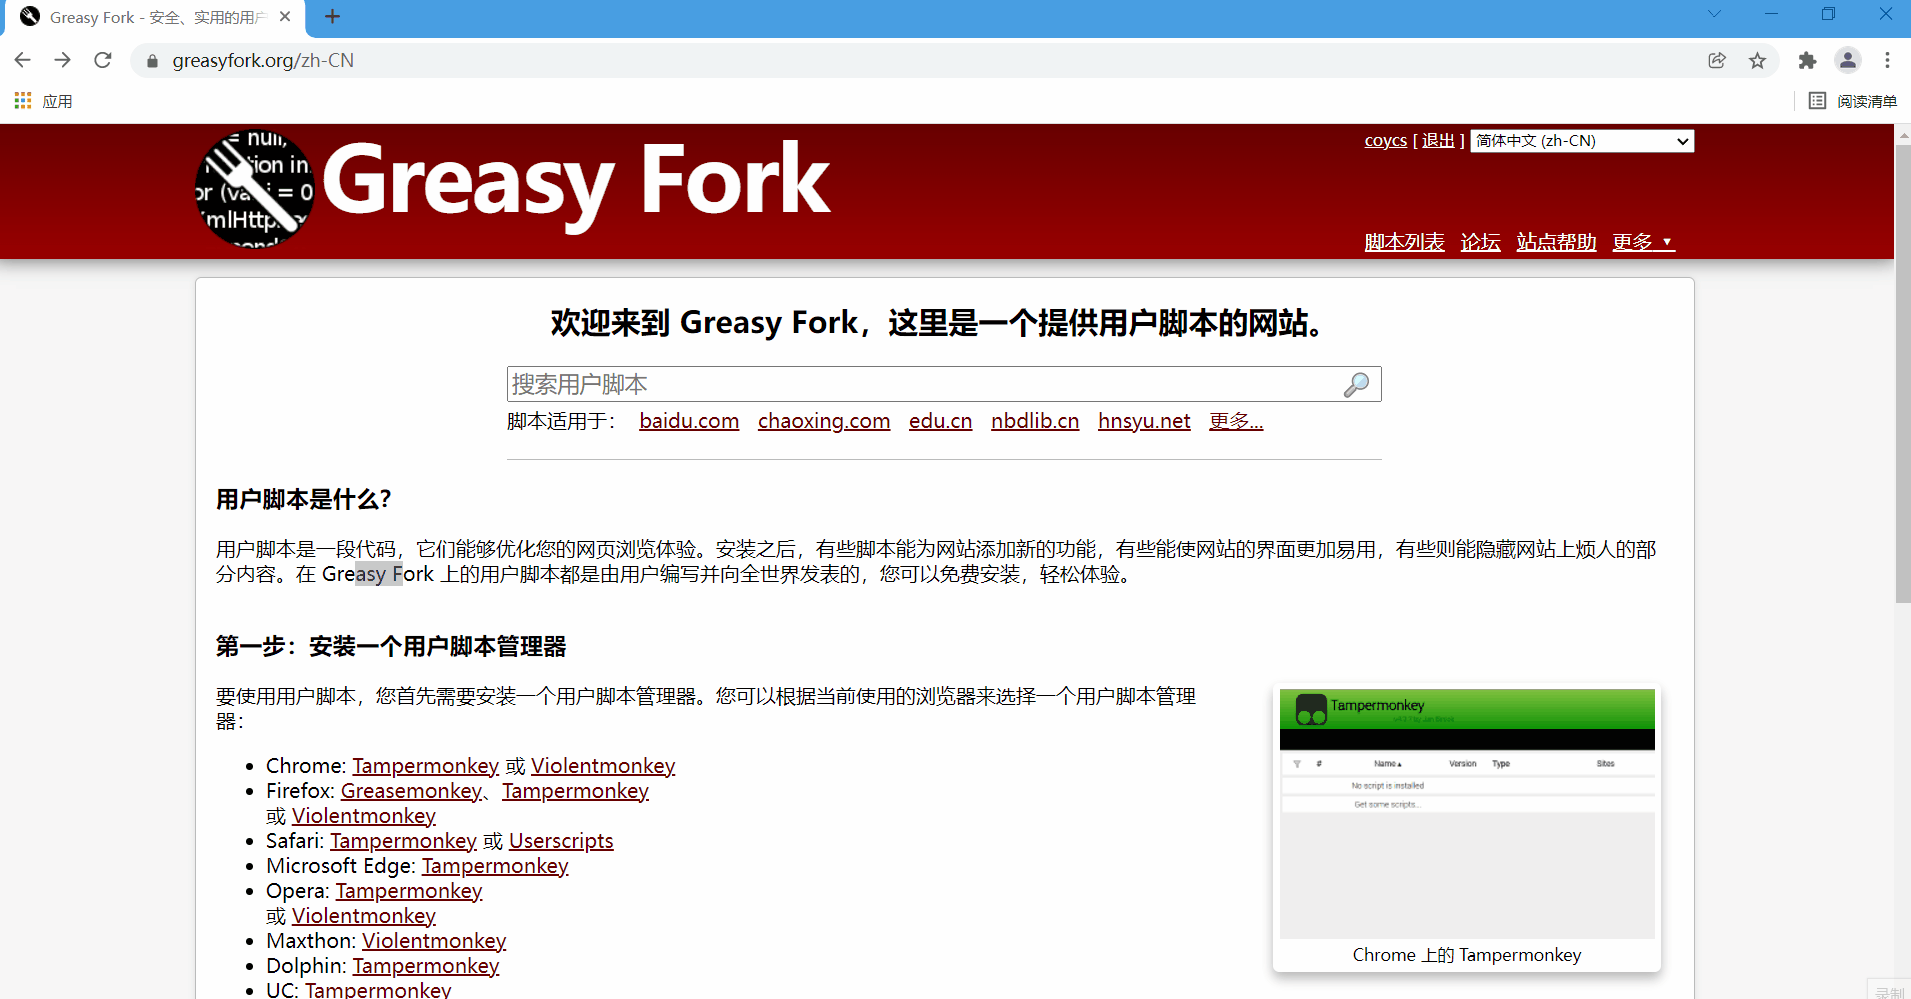 Greasy Fork - 安全、实用的用户
greasyfork.org/zh-CN
应用
阅读清单
= null,
tion in
or (va i = 0
mlHttp
Greasy Fork
coycs [ 退出 ] 简体中文 (zh-CN)
脚本列表 论坛 站点帮助 更多 ▼
欢迎来到 Greasy Fork，这里是一个提供用户脚本的网站。
搜索用户脚本
脚本适用于： baidu.com chaoxing.com edu.cn nbdlib.cn hnsyu.net 更多...
用户脚本是什么？
用户脚本是一段代码，它们能够优化您的网页浏览体验。安装之后，有些脚本能为网站添加新的功能，有些能使网站的界面更加易用，有些则能隐藏网站上烦人的部
分内容。在 Greasy Fork 上的用户脚本都是由用户编写并向全世界发表的，您可以免费安装，轻松体验。
第一步：安装一个用户脚本管理器
要使用用户脚本，您首先需要安装一个用户脚本管理器。您可以根据当前使用的浏览器来选择一个用户脚本管理
器：
Chrome: Tampermonkey 或 Violentmonkey
Firefox: Greasemonkey、Tampermonkey
或 Violentmonkey
Safari: Tampermonkey 或 Userscripts
Microsoft Edge: Tampermonkey
Opera: Tampermonkey
或 Violentmonkey
Maxthon: Violentmonkey
Dolphin: Tampermonkey
UC: Tampermonkey
Tampermonkey
# Name▲ Version Type Sites
No script is installed
Get some scripts...
Chrome 上的 Tampermonkey
录制